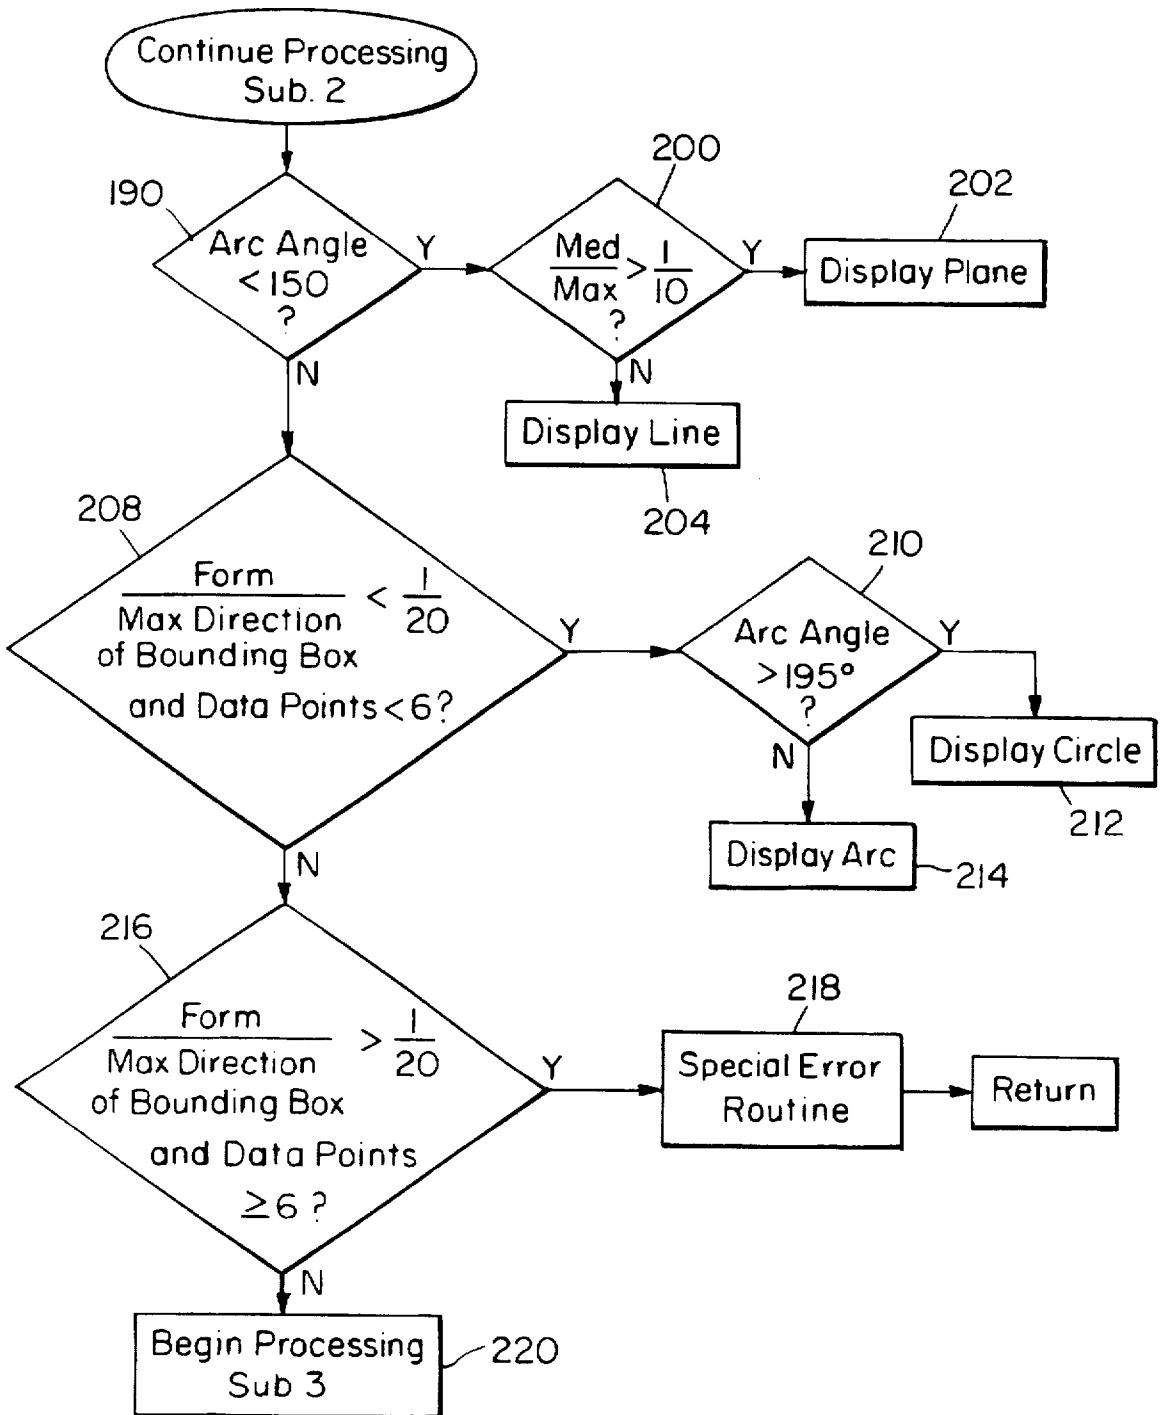 Continue Processing
Sub. 2
190
Arc Angle
<150
?
Y
N
200
Med
Max
> 1
10
?
Y
N
202
Display Plane
Display Line
204
208
Form
Max Direction
of Bounding Box
< 1
20
and Data Points<6?
Y
N
210
Arc Angle
>195°
?
Y
N
Display Circle
212
Display Arc
214
216
Form
Max Direction
of Bounding Box
> 1
20
and Data Points
≥6 ?
Y
N
218
Special Error
Routine
Return
Begin Processing
Sub 3
220